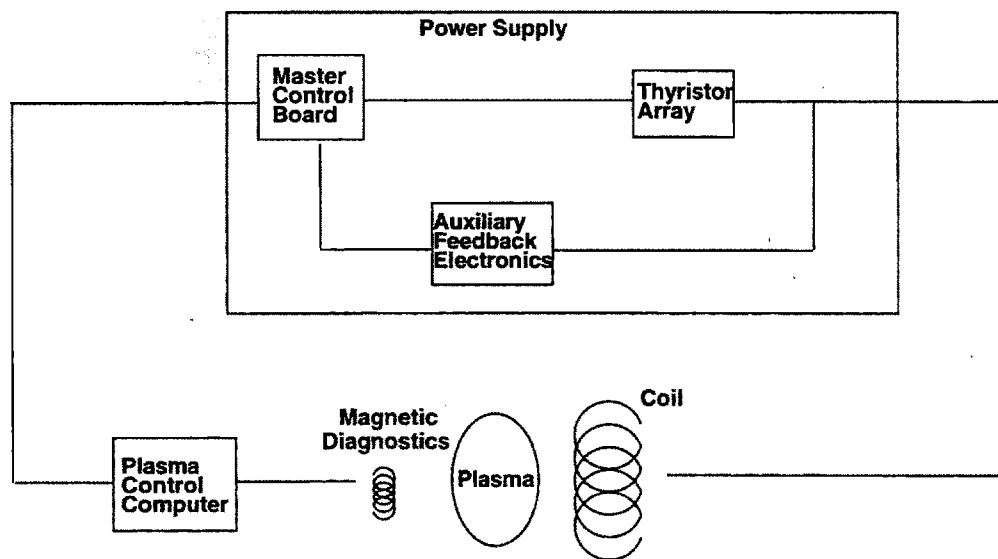 Power Supply
Master
Control
Board
Thyristor
Array
Auxiliary
Feedback
Electronics
Coil
Magnetic
Diagnostics
Plasma
Plasma
Control
Computer